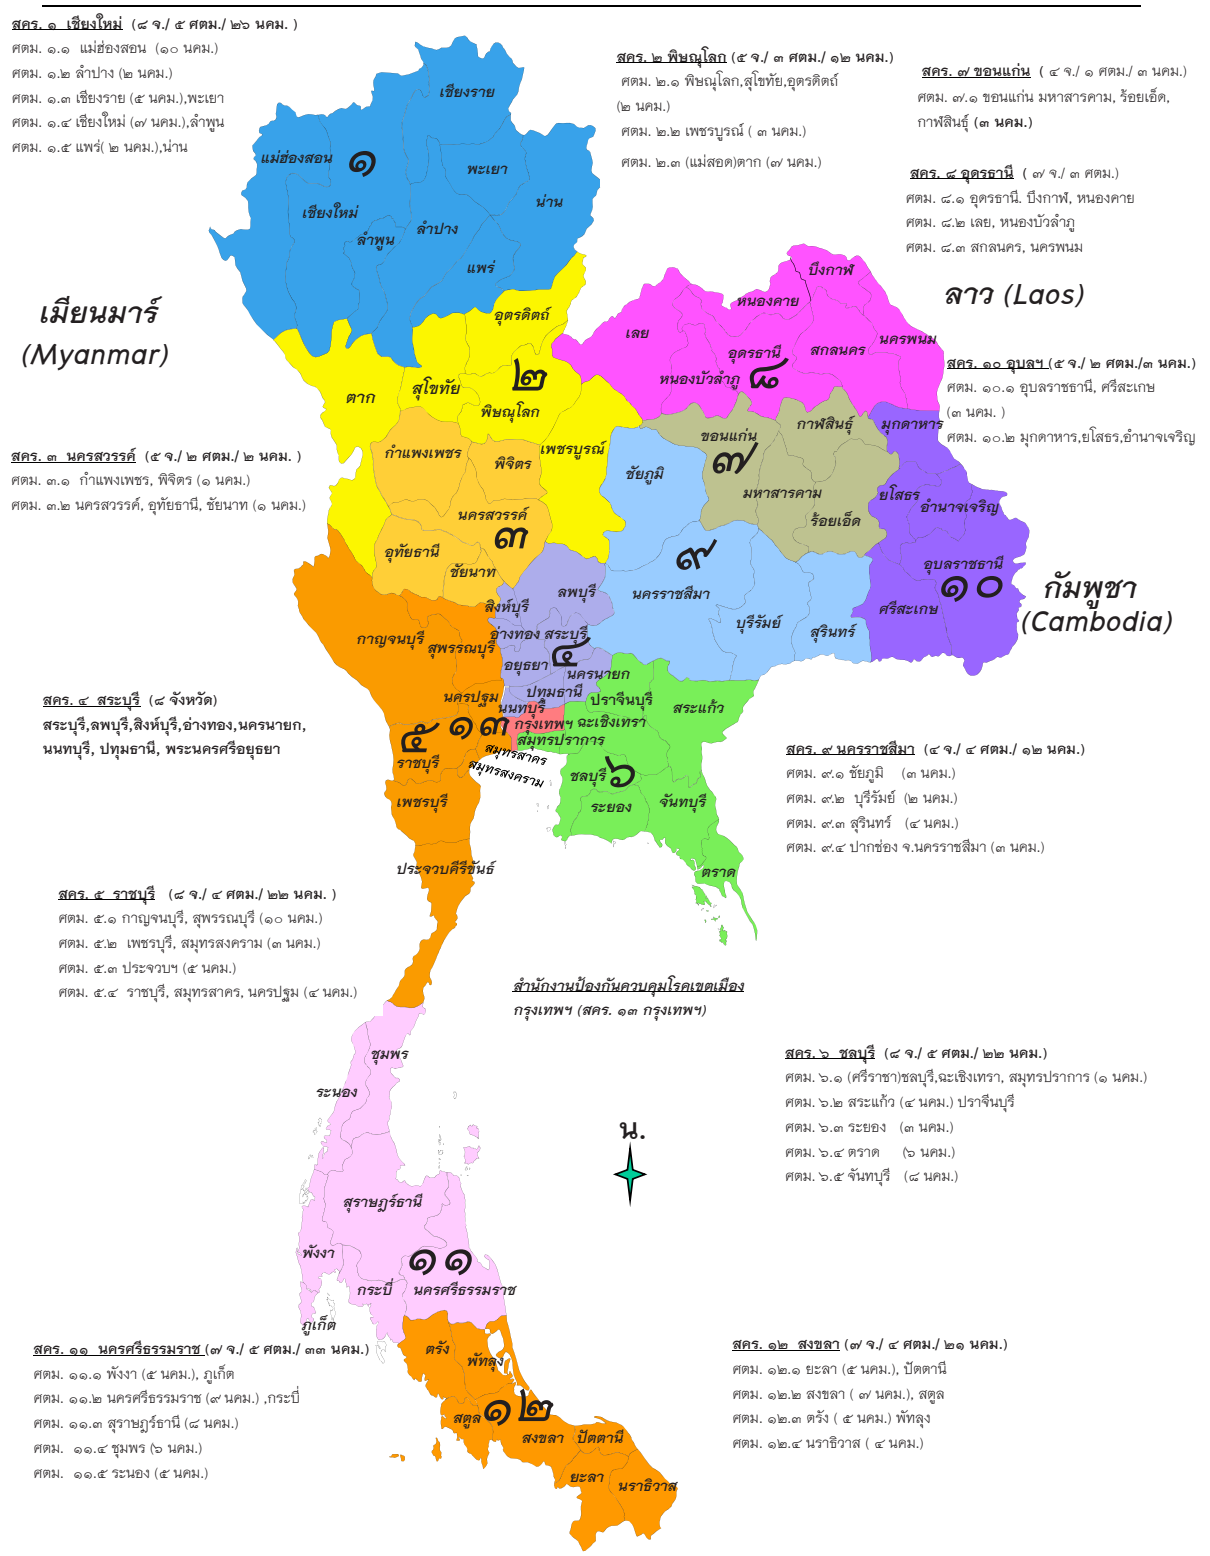 สคร. ๑ เชียงใหม่ (๘ จ./ ๕ ศตม./ ๒๖ นคม. )
ศตม. ๑.๑ แม่ฮ่องสอน (๑๐ นคม.)
ศตม. ๑.๒ ลำปาง (๒ นคม.)
ศตม. ๑.๓ เชียงราย (๕ นคม.),พะเยา
ศตม. ๑.๔ เชียงใหม่ (๗ นคม.),ลำพูน
ศตม. ๑.๕ แพร่( ๒ นคม.),น่าน
สคร. ๒ พิษณุโลก (๕ จ./ ๓ ศตม./ ๑๒ นคม.)
ศตม. ๒.๑ พิษณุโลก,สุโขทัย,อุตรดิตถ์
(๒ นคม.)
ศตม. ๒.๒ เพชรบูรณ์ ( ๓ นคม.)
ศตม. ๒.๓ (แม่สอด)ตาก (๗ นคม.)
สคร. ๗ ขอนแก่น ( ๔ จ./ ๑ ศตม./ ๓ นคม.)
ศตม. ๗.๑ ขอนแก่น มหาสารคาม, ร้อยเอ็ด,
กาฬสินธุ์ (๓ นคม.)
สคร. ๘ อุดรธานี ( ๗ จ./ ๓ ศตม.)
ศตม. ๘.๑ อุดรธานี. บึงกาฬ, หนองคาย
ศตม. ๘.๒ เลย, หนองบัวลำภู
ศตม. ๘.๓ สกลนคร, นครพนม
ลาว (Laos)
เมียนมาร์
(Myanmar)
สคร. ๑๐ อุบลฯ (๕ จ./ ๒ ศตม./๓ นคม.)
ศตม. ๑๐.๑ อุบลราชธานี, ศรีสะเกษ
(๓ นคม. )
ศตม. ๑๐.๒ มุกดาหาร,ยโสธร,อำนาจเจริญ
สคร. ๓ นครสวรรค์ (๕ จ./ ๒ ศตม./ ๒ นคม. )
ศตม. ๓.๑ กำแพงเพชร, พิจิตร (๑ นคม.)
ศตม. ๓.๒ นครสวรรค์, อุทัยธานี, ชัยนาท (๑ นคม.)
เชียงราย
แม่ฮ่องสอน
๑
พะเยา
เชียงใหม่
น่าน
ลำพูน
ลำปาง
แพร่
อุตรดิตถ์
๒
ตาก
สุโขทัย
พิษณุโลก
เพชรบูรณ์
บึงกาฬ
หนองคาย
เลย
อุดรธานี
สกลนคร
นครพนม
หนองบัวลำภู
๘
กำแพงเพชร
พิจิตร
นครสวรรค์
๓
อุทัยธานี
ชัยนาท
ขอนแก่น
กาฬสินธุ์
๗
มหาสารคาม
ร้อยเอ็ด
มุกดาหาร
ยโสธร
อำนาจเจริญ
อุบลราชธานี
๑๐
ศรีสะเกษ
ชัยภูมิ
๙
นครราชสีมา
บุรีรัมย์
สุรินทร์
กัมพูชา
(Cambodia)
ลพบุรี
สิงห์บุรี
อ่างทอง สระบุรี
๔
อยุธยา
นครนายก
ปทุมธานี
นนทบุรี
กาญจนบุรี
สุพรรณบุรี
นครปฐม
๕
๑๓
กรุงเทพฯ
ราชบุรี
สมุทรสาคร
สมุทรสงคราม
เพชรบุรี
ประจวบคีรีขันธ์
ปราจีนบุรี
สระแก้ว
ฉะเชิงเทรา
สมุทรปราการ
ชลบุรี
๖
ระยอง
จันทบุรี
ตราด
สคร. ๔ สระบุรี (๘ จังหวัด)
สระบุรี,ลพบุรี,สิงห์บุรี,อ่างทอง,นครนายก,
นนทบุรี, ปทุมธานี, พระนครศรีอยุธยา
สคร. ๙ นครราชสีมา (๔ จ./ ๔ ศตม./ ๑๒ นคม.)
ศตม. ๙.๑ ชัยภูมิ (๓ นคม.)
ศตม. ๙.๒ บุรีรัมย์ (๒ นคม.)
ศตม. ๙.๓ สุรินทร์ (๔ นคม.)
ศตม. ๙.๔ ปากช่อง จ.นครราชสีมา (๓ นคม.)
สคร. ๕ ราชบุรี (๘ จ./ ๔ ศตม./ ๒๒ นคม. )
ศตม. ๕.๑ กาญจนบุรี, สุพรรณบุรี (๑๐ นคม.)
ศตม. ๕.๒ เพชรบุรี, สมุทรสงคราม (๓ นคม.)
ศตม. ๕.๓ ประจวบฯ (๕ นคม.)
ศตม. ๕.๔ ราชบุรี, สมุทรสาคร, นครปฐม (๔ นคม.)
สำนักงานป้องกันควบคุมโรคเขตเมือง
กรุงเทพฯ (สคร. ๑๓ กรุงเทพฯ)
สคร. ๖ ชลบุรี (๘ จ./ ๕ ศตม./ ๒๒ นคม.)
ศตม. ๖.๑ (ศรีราชา)ชลบุรี,ฉะเชิงเทรา, สมุทรปราการ (๑ นคม.)
ศตม. ๖.๒ สระแก้ว (๔ นคม.) ปราจีนบุรี
ศตม. ๖.๓ ระยอง (๓ นคม.)
ศตม. ๖.๔ ตราด (๖ นคม.)
ศตม. ๖.๕ จันทบุรี (๘ นคม.)
น.
ชุมพร
ระนอง
สุราษฎร์ธานี
พังงา
๑๑
กระบี่
นครศรีธรรมราช
ภูเก็ต
ตรัง
พัทลุง
สตูล
๑๒
สงขลา
ปัตตานี
ยะลา
นราธิวาส
สคร. ๑๑ นครศรีธรรมราช (๗ จ./ ๕ ศตม./ ๓๓ นคม.)
ศตม. ๑๑.๑ พังงา (๕ นคม.), ภูเก็ต
ศตม. ๑๑.๒ นครศรีธรรมราช (๙ นคม.) ,กระบี่
ศตม. ๑๑.๓ สุราษฎร์ธานี (๘ นคม.)
ศตม. ๑๑.๔ ชุมพร (๖ นคม.)
ศตม. ๑๑.๕ ระนอง (๕ นคม.)
สคร. ๑๒ สงขลา (๗ จ./ ๔ ศตม./ ๒๑ นคม.)
ศตม. ๑๒.๑ ยะลา (๕ นคม.), ปัตตานี
ศตม. ๑๒.๒ สงขลา ( ๗ นคม.), สตูล
ศตม. ๑๒.๓ ตรัง ( ๕ นคม.) พัทลุง
ศตม. ๑๒.๔ นราธิวาส ( ๔ นคม.)